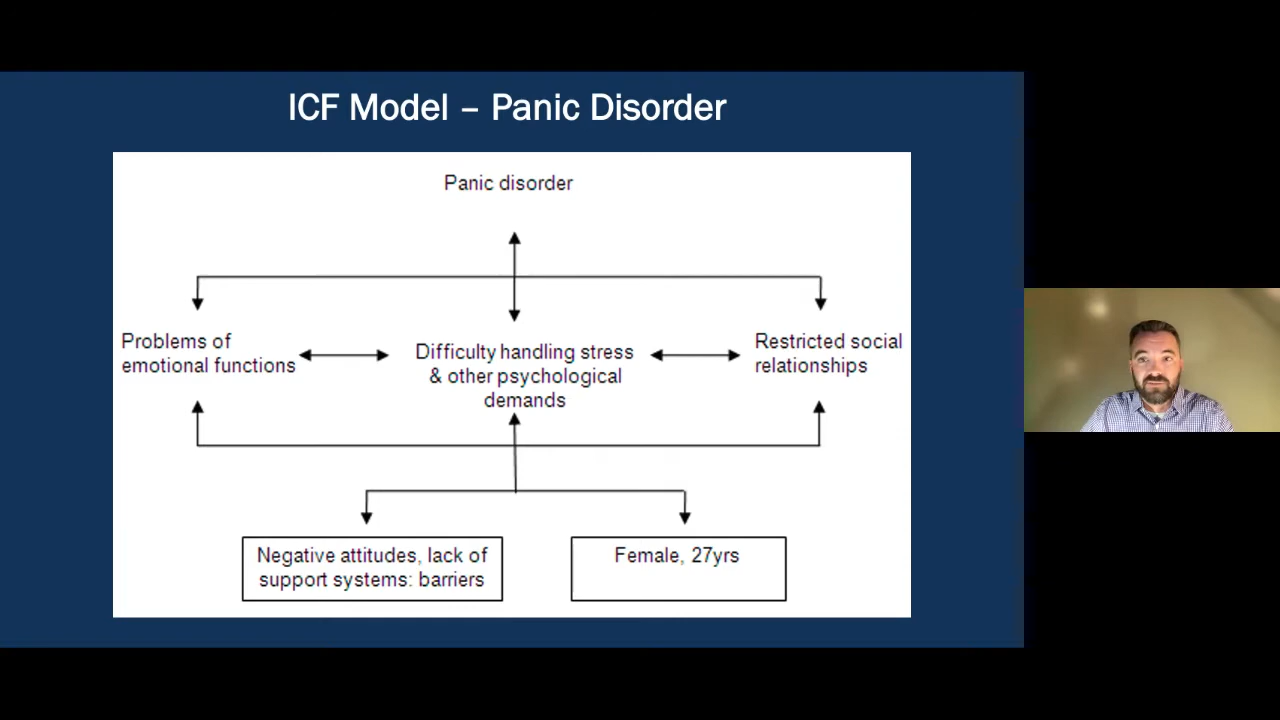 ICF Model – Panic Disorder
Panic disorder
Problems of
emotional functions
Difficulty handling stress
& other psychological
demands
Restricted social
relationships
Negative attitudes, lack of
support systems: barriers
Female, 27yrs